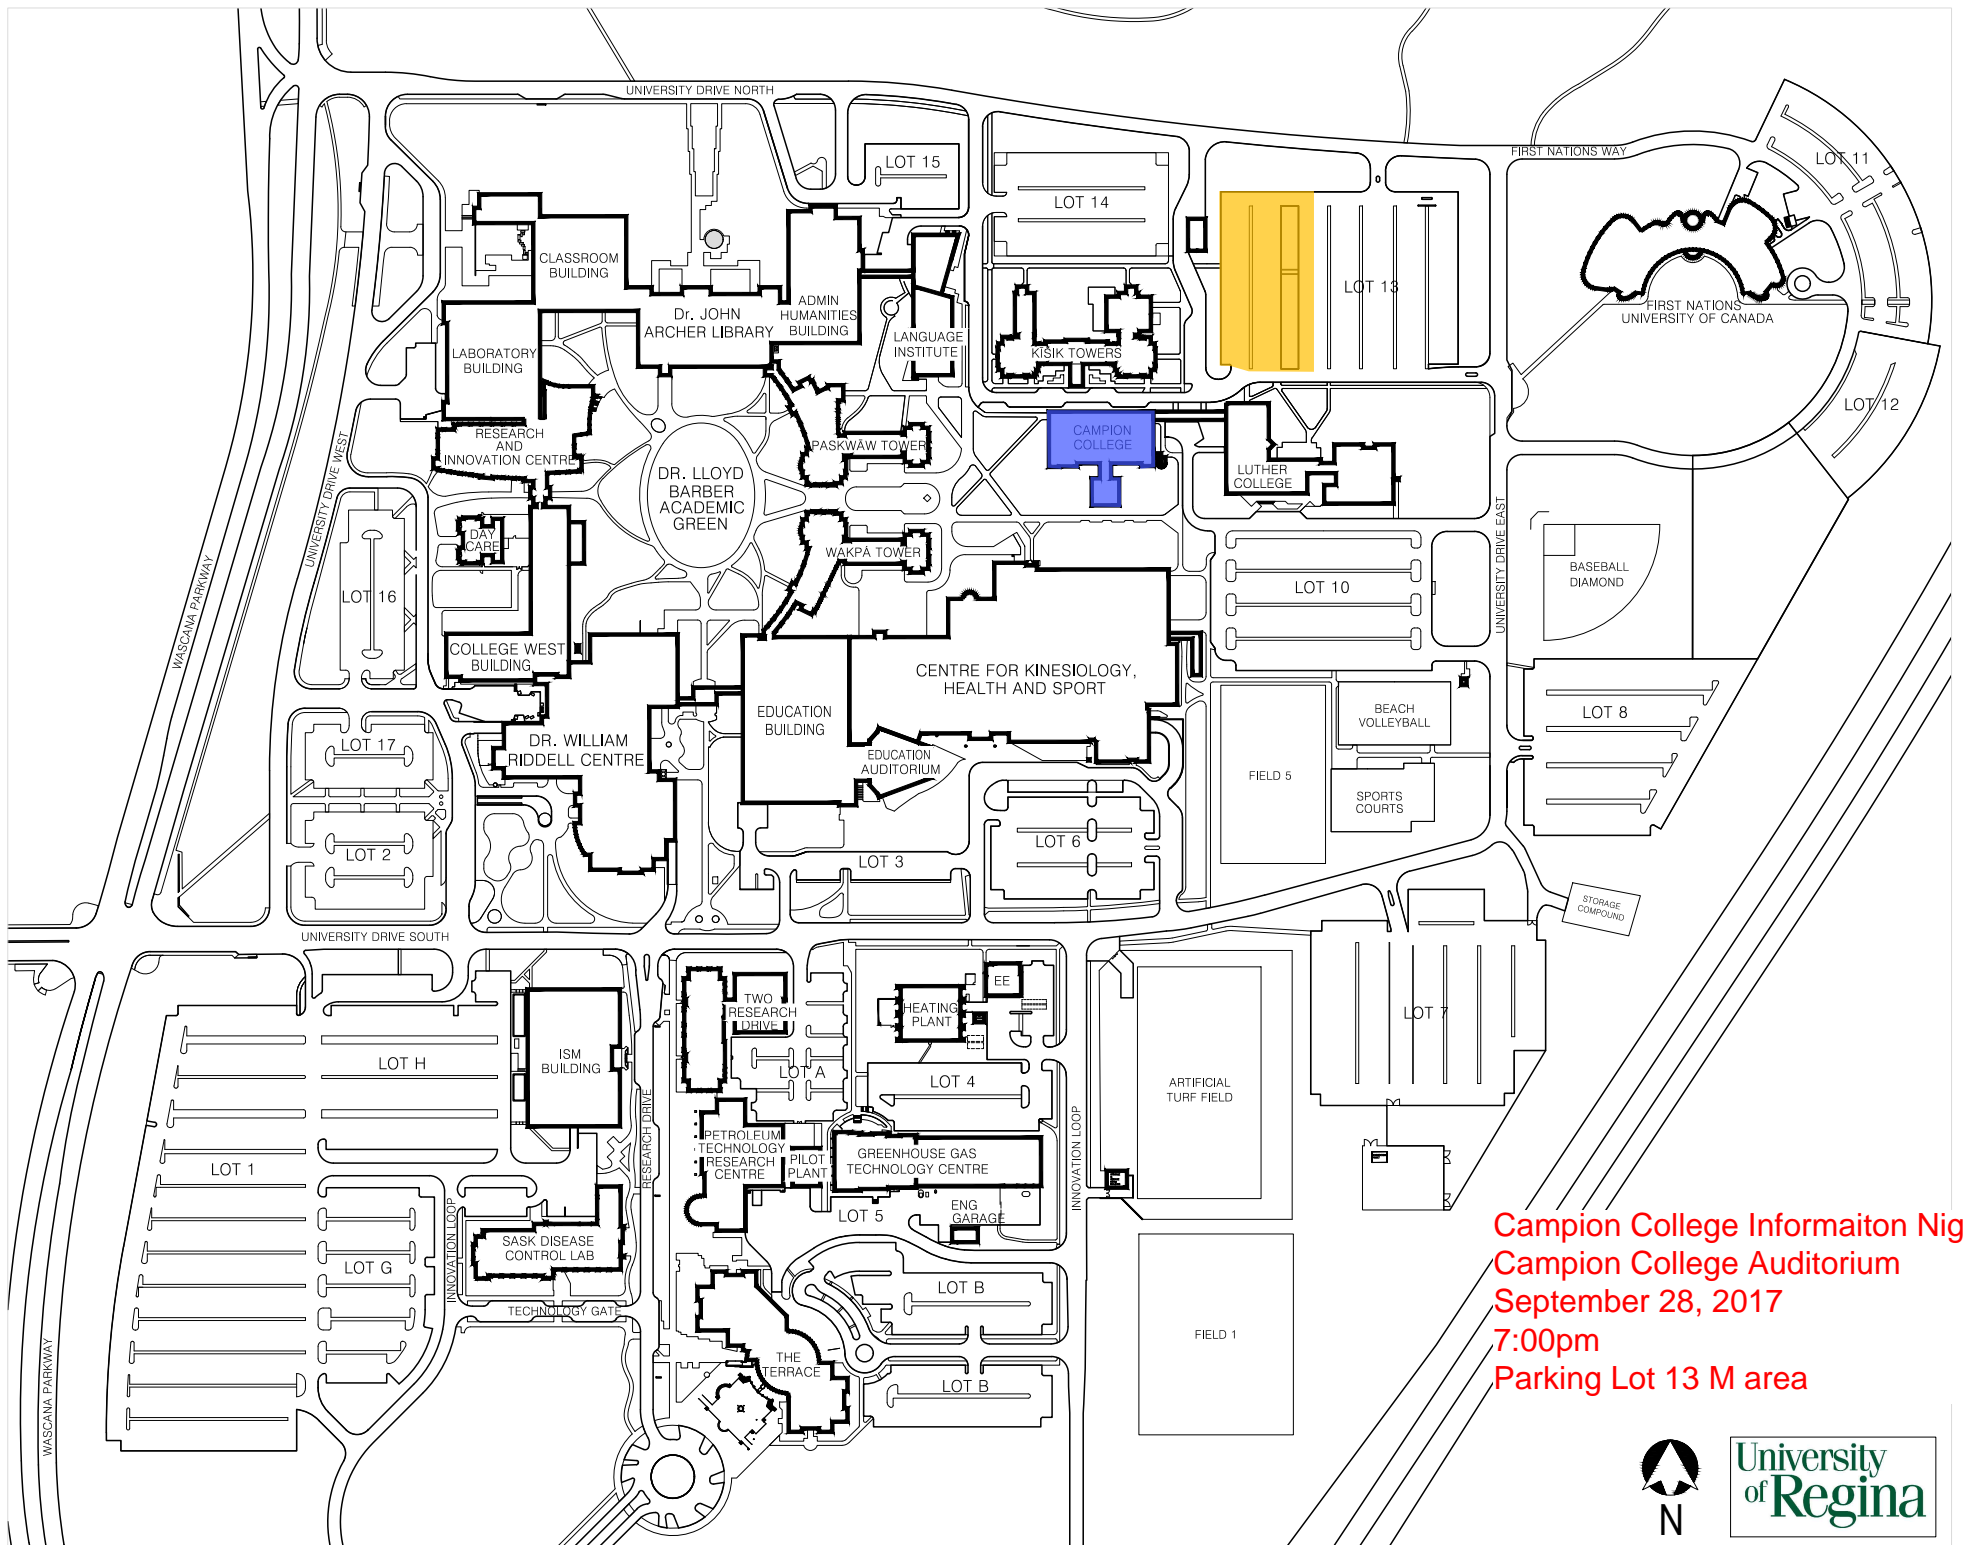 UNIVERSITY DRIVE NORTH
FIRST NATIONS WAY
LOT 15
LOT 11
LOT 14
CLASSROOM
BUILDING
ADMIN
HUMANITIES
BUILDING
Dr. JOHN
ARCHER LIBRARY
LOT 13
FIRST NATIONS
UNIVERSITY OF CANADA
LANGUAGE
INSTITUTE
KĪSIK TOWERS
LABORATORY
BUILDING
LOT 12
RESEARCH
AND
INNOVATION CENTRE
PASKWĀW TOWER
CAMPION
COLLEGE
LUTHER
COLLEGE
DR. LLOYD
BARBER
ACADEMIC
GREEN
UNIVERSITY DRIVE WEST
UNIVERSITY DRIVE EAST
DAY
CARE
WAKPĀ TOWER
BASEBALL
DIAMOND
LOT 16
LOT 10
WASCANA PARKWAY
COLLEGE WEST
BUILDING
CENTRE FOR KINESIOLOGY,
HEALTH AND SPORT
EDUCATION
BUILDING
BEACH
VOLLEYBALL
LOT 8
LOT 17
DR. WILLIAM
RIDDELL CENTRE
EDUCATION
AUDITORIUM
FIELD 5
SPORTS
COURTS
LOT 2
LOT 3
LOT 6
STORAGE
COMPOUND
UNIVERSITY DRIVE SOUTH
TWO
RESEARCH
DRIVE
EE
HEATING
PLANT
LOT 7
LOT H
ISM
BUILDING
LOT A
LOT 4
ARTIFICIAL
TURF FIELD
RESEARCH DRIVE
INNOVATION LOOP
PETROLEUM
TECHNOLOGY
RESEARCH
CENTRE
PILOT
PLANT
GREENHOUSE GAS
TECHNOLOGY CENTRE
LOT 1
LOT 5
ENG
GARAGE
INNOVATION LOOP
SASK DISEASE
CONTROL LAB
LOT G
LOT B
TECHNOLOGY GATE
FIELD 1
THE
TERRACE
LOT B
WASCANA PARKWAY
Campion College Informaiton Nig
Campion College Auditorium
September 28, 2017
7:00pm
Parking Lot 13 M area
N
University
of Regina